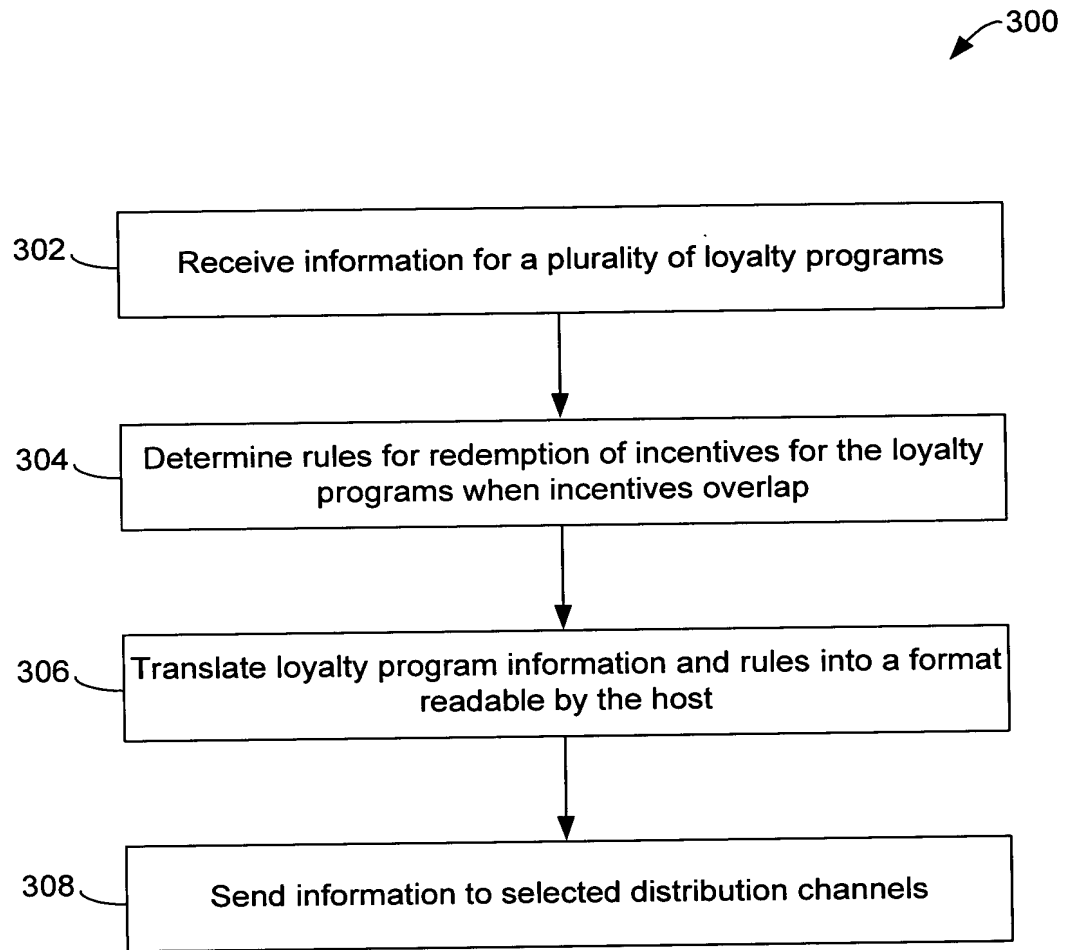 300
302
Receive information for a plurality of loyalty programs
304
Determine rules for redemption of incentives for the loyalty
programs when incentives overlap
306
Translate loyalty program information and rules into a format
readable by the host
308
Send information to selected distribution channels